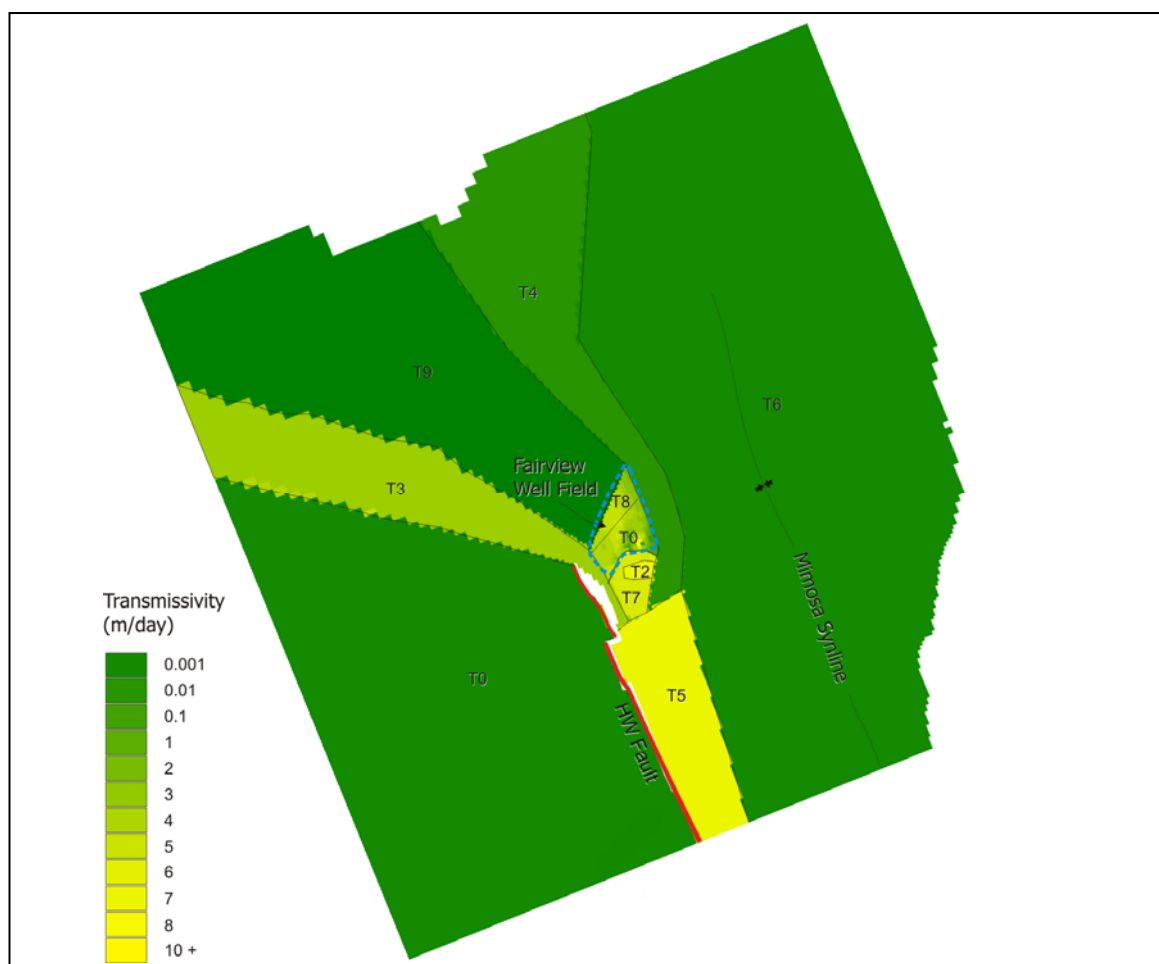 T4
T9
T6
Fairview
Well Field
T3
T8
T0
T2
T7
Transmissivity
(m/day)
0.001
0.01
0.1
1
2
3
4
5
6
7
8
10 +
T0
T5
HW Fault
Mimosa Synline